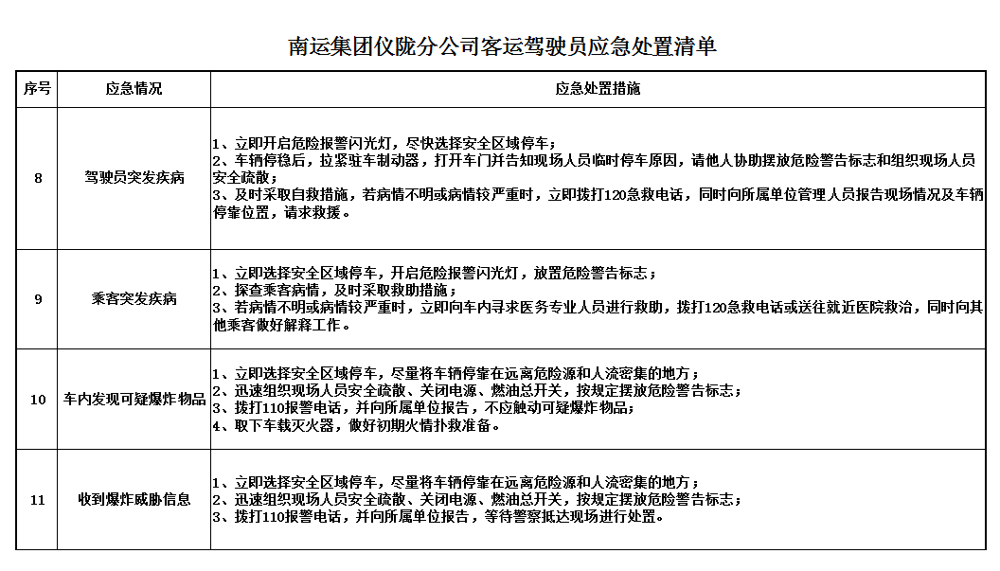 南运集团仪陇分公司客运驾驶员应急处置清单
序号 应急情况 应急处置措施
8 驾驶员突发疾病
1、立即开启危险报警闪光灯，尽快选择安全区域停车；
2、车辆停稳后，拉紧驻车制动器，打开车门并告知现场人员临时停车原因，请他人协助摆放危险警告标志和组织现场人员
安全疏散；
3、及时采取自救措施，若病情不明或病情较严重时，立即拨打120急救电话，同时向所属单位管理人员报告现场情况及车辆
停靠位置，请求救援。
9 乘客突发疾病
1、立即选择安全区域停车，开启危险报警闪光灯，放置危险警告标志；
2、探查乘客病情，及时采取救助措施；
3、若病情不明或病情较严重时，立即向车内寻求医务专业人员进行救助，拨打120急救电话或送往就近医院救治，同时向其
他乘客做好解释工作。
10 车内发现可疑爆炸物品
1、立即选择安全区域停车，尽量将车辆停靠在远离危险源和人流密集的地方；
2、迅速组织现场人员安全疏散、关闭电源、燃油总开关，按规定摆放危险警告标志；
3、拨打110报警电话，并向所属单位报告，不应触动可疑爆炸物品；
4、取下车载灭火器，做好初期火情扑救准备。
11 收到爆炸威胁信息
1、立即选择安全区域停车，尽量将车辆停靠在远离危险源和人流密集的地方；
2、迅速组织现场人员安全疏散、关闭电源、燃油总开关，按规定摆放危险警告标志；
3、拨打110报警电话，并向所属单位报告，等待警察抵达现场进行处置。